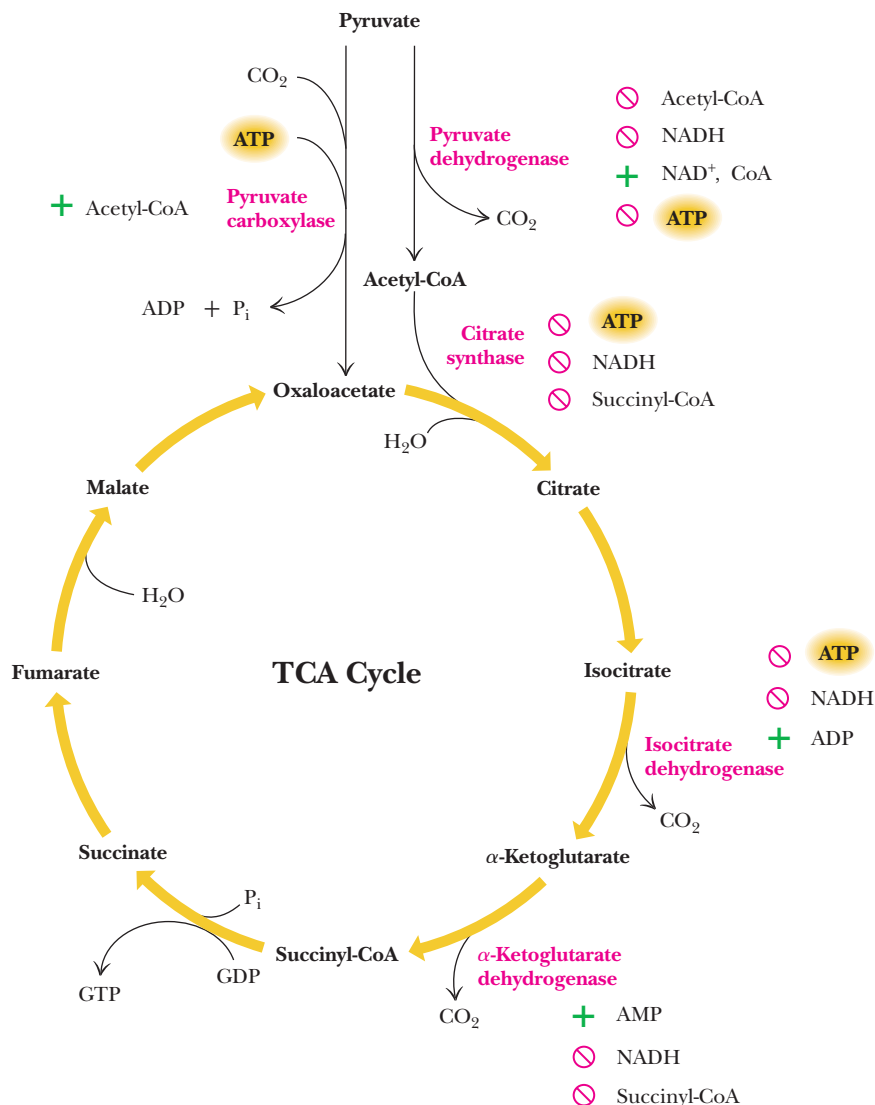 Pyruvate
CO₂
ATP
Pyruvate
carboxylase
+ Acetyl-CoA
ADP + Pᵢ
Pyruvate
dehydrogenase
CO₂
Acetyl-CoA
NADH
+ NAD⁺, CoA
ATP
Acetyl-CoA
Citrate
synthase
ATP
NADH
Succinyl-CoA
Oxaloacetate
H₂O
Malate
Citrate
H₂O
Fumarate
TCA Cycle
Isocitrate
ATP
NADH
+ ADP
Isocitrate
dehydrogenase
CO₂
Succinate
α-Ketoglutarate
Pᵢ
Succinyl-CoA
GDP
GTP
α-Ketoglutarate
dehydrogenase
CO₂
+ AMP
NADH
Succinyl-CoA